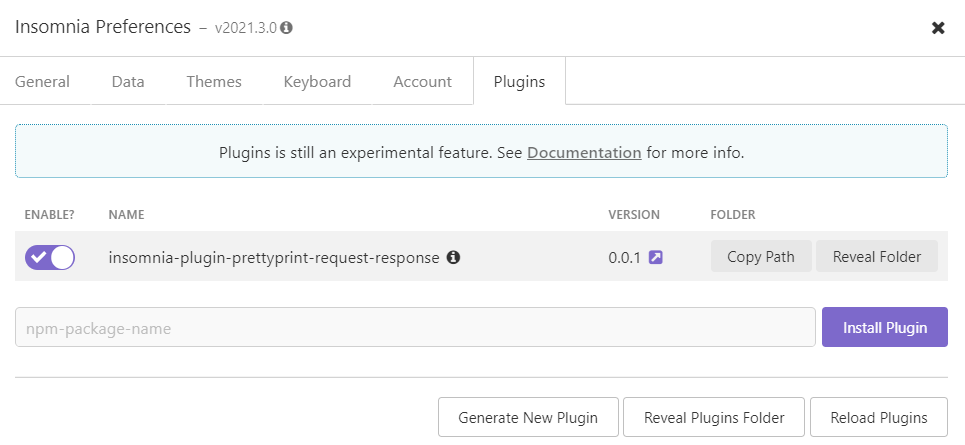 Insomnia Preferences – v2021.3.0
General Data Themes Keyboard Account Plugins
Plugins is still an experimental feature. See Documentation for more info.
ENABLE? NAME VERSION FOLDER
insomnia-plugin-prettyprint-request-response 0.0.1 Copy Path Reveal Folder
npm-package-name Install Plugin
Generate New Plugin Reveal Plugins Folder Reload Plugins